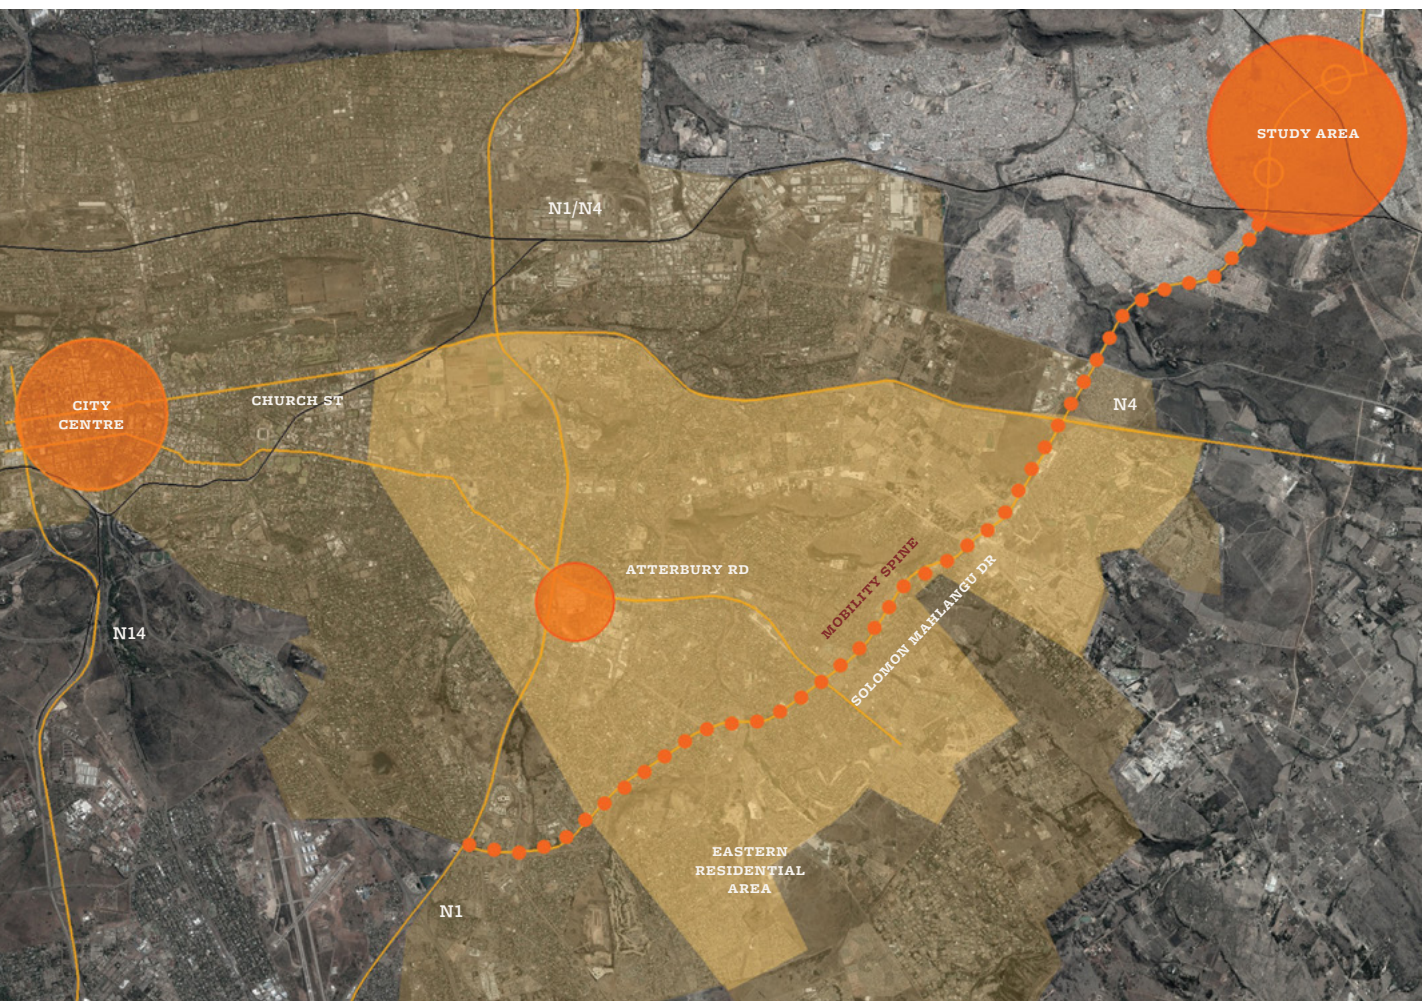 STUDY AREA
N1/N4
CITY
CENTRE
CHURCH ST
N4
ATTERBURY RD
MOBILITY SPINE
SOLOMON MAHLANGU DR
N14
EASTERN
RESIDENTIAL
AREA
N1